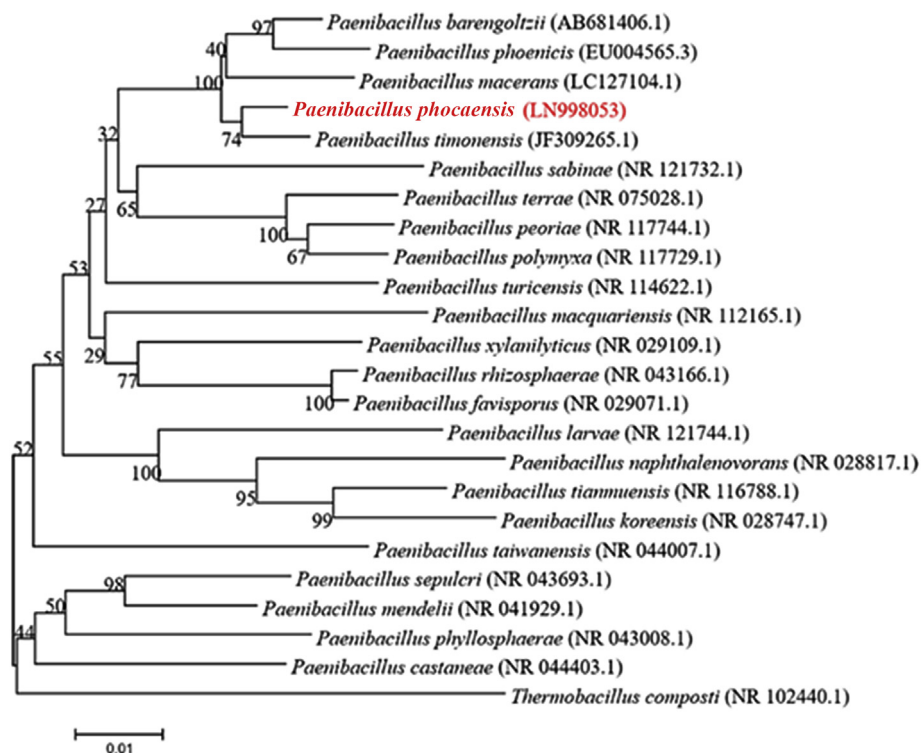 97 Paenibacillus barengoltzii (AB681406.1)
40 Paenibacillus phoenicis (EU004565.3)
100 Paenibacillus macerans (LC127104.1)
Paenibacillus phocaensis (LN998053)
32 74 Paenibacillus timonensis (JF309265.1)
Paenibacillus sabinae (NR 121732.1)
27 65 Paenibacillus terrae (NR 075028.1)
100 Paenibacillus peoriae (NR 117744.1)
53 67 Paenibacillus polymyxa (NR 117729.1)
Paenibacillus turicensis (NR 114622.1)
Paenibacillus macquariensis (NR 112165.1)
55 29 Paenibacillus xylanilyticus (NR 029109.1)
77 Paenibacillus rhizosphaerae (NR 043166.1)
100 Paenibacillus favisporus (NR 029071.1)
52 Paenibacillus larvae (NR 121744.1)
100 Paenibacillus naphthalenovorans (NR 028817.1)
95 Paenibacillus tianmuensis (NR 116788.1)
99 Paenibacillus koreensis (NR 028747.1)
Paenibacillus taiwanensis (NR 044007.1)
98 Paenibacillus sepulcri (NR 043693.1)
50 Paenibacillus mendelii (NR 041929.1)
44 Paenibacillus phyllosphaerae (NR 043008.1)
Paenibacillus castaneae (NR 044403.1)
Thermobacillus composti (NR 102440.1)
0.01